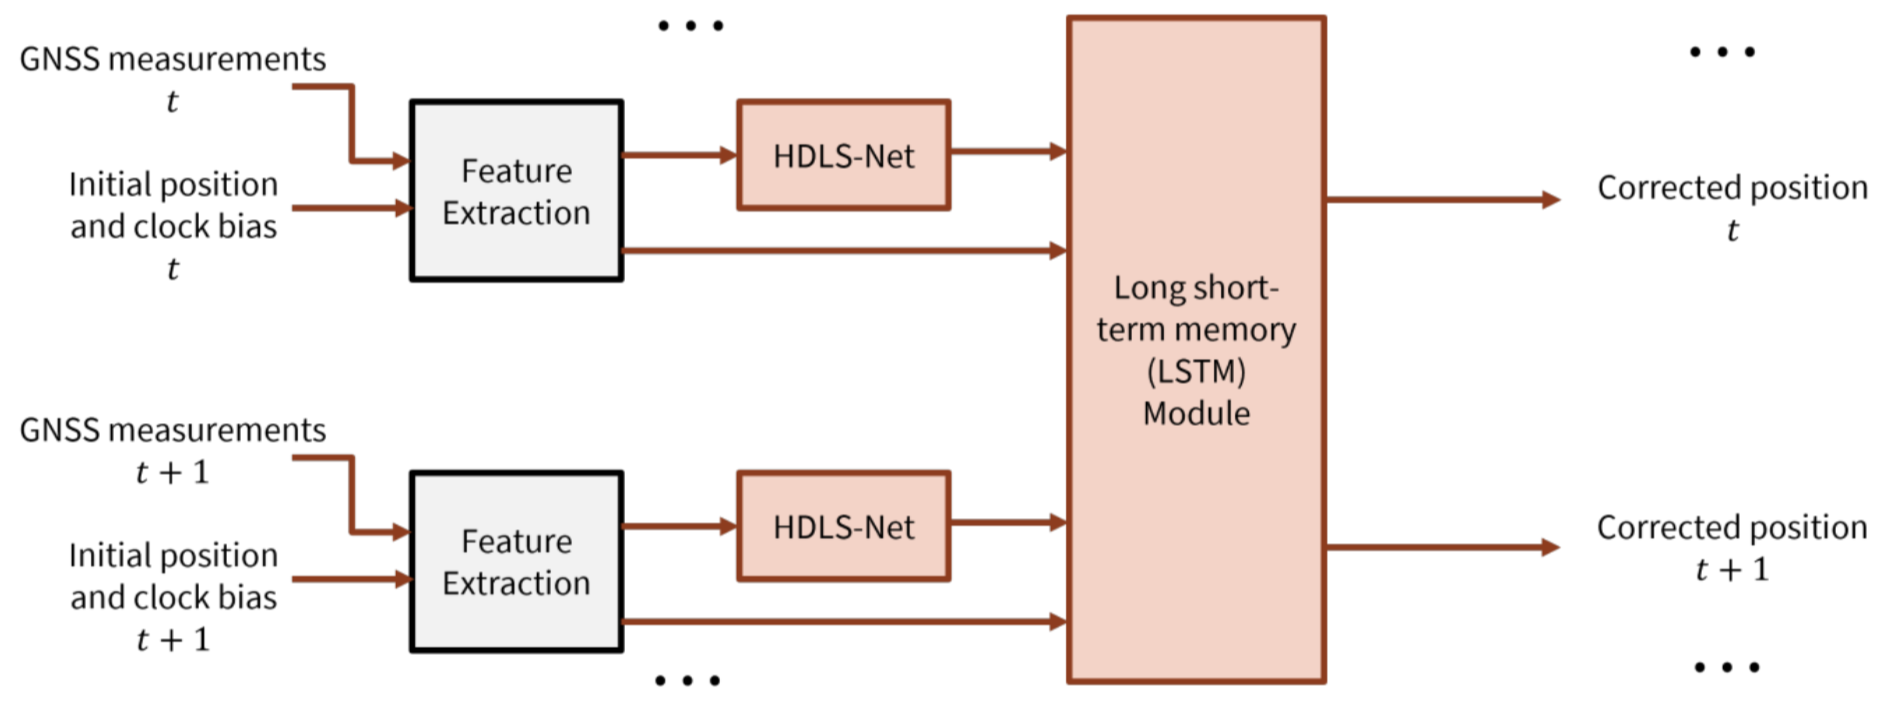 GNSS measurements
t
Initial position
and clock bias
t
Feature
Extraction
HDLS-Net
Corrected position
t
Long short-
term memory
(LSTM)
Module
GNSS measurements
t + 1
Initial position
and clock bias
t + 1
Feature
Extraction
HDLS-Net
Corrected position
t + 1